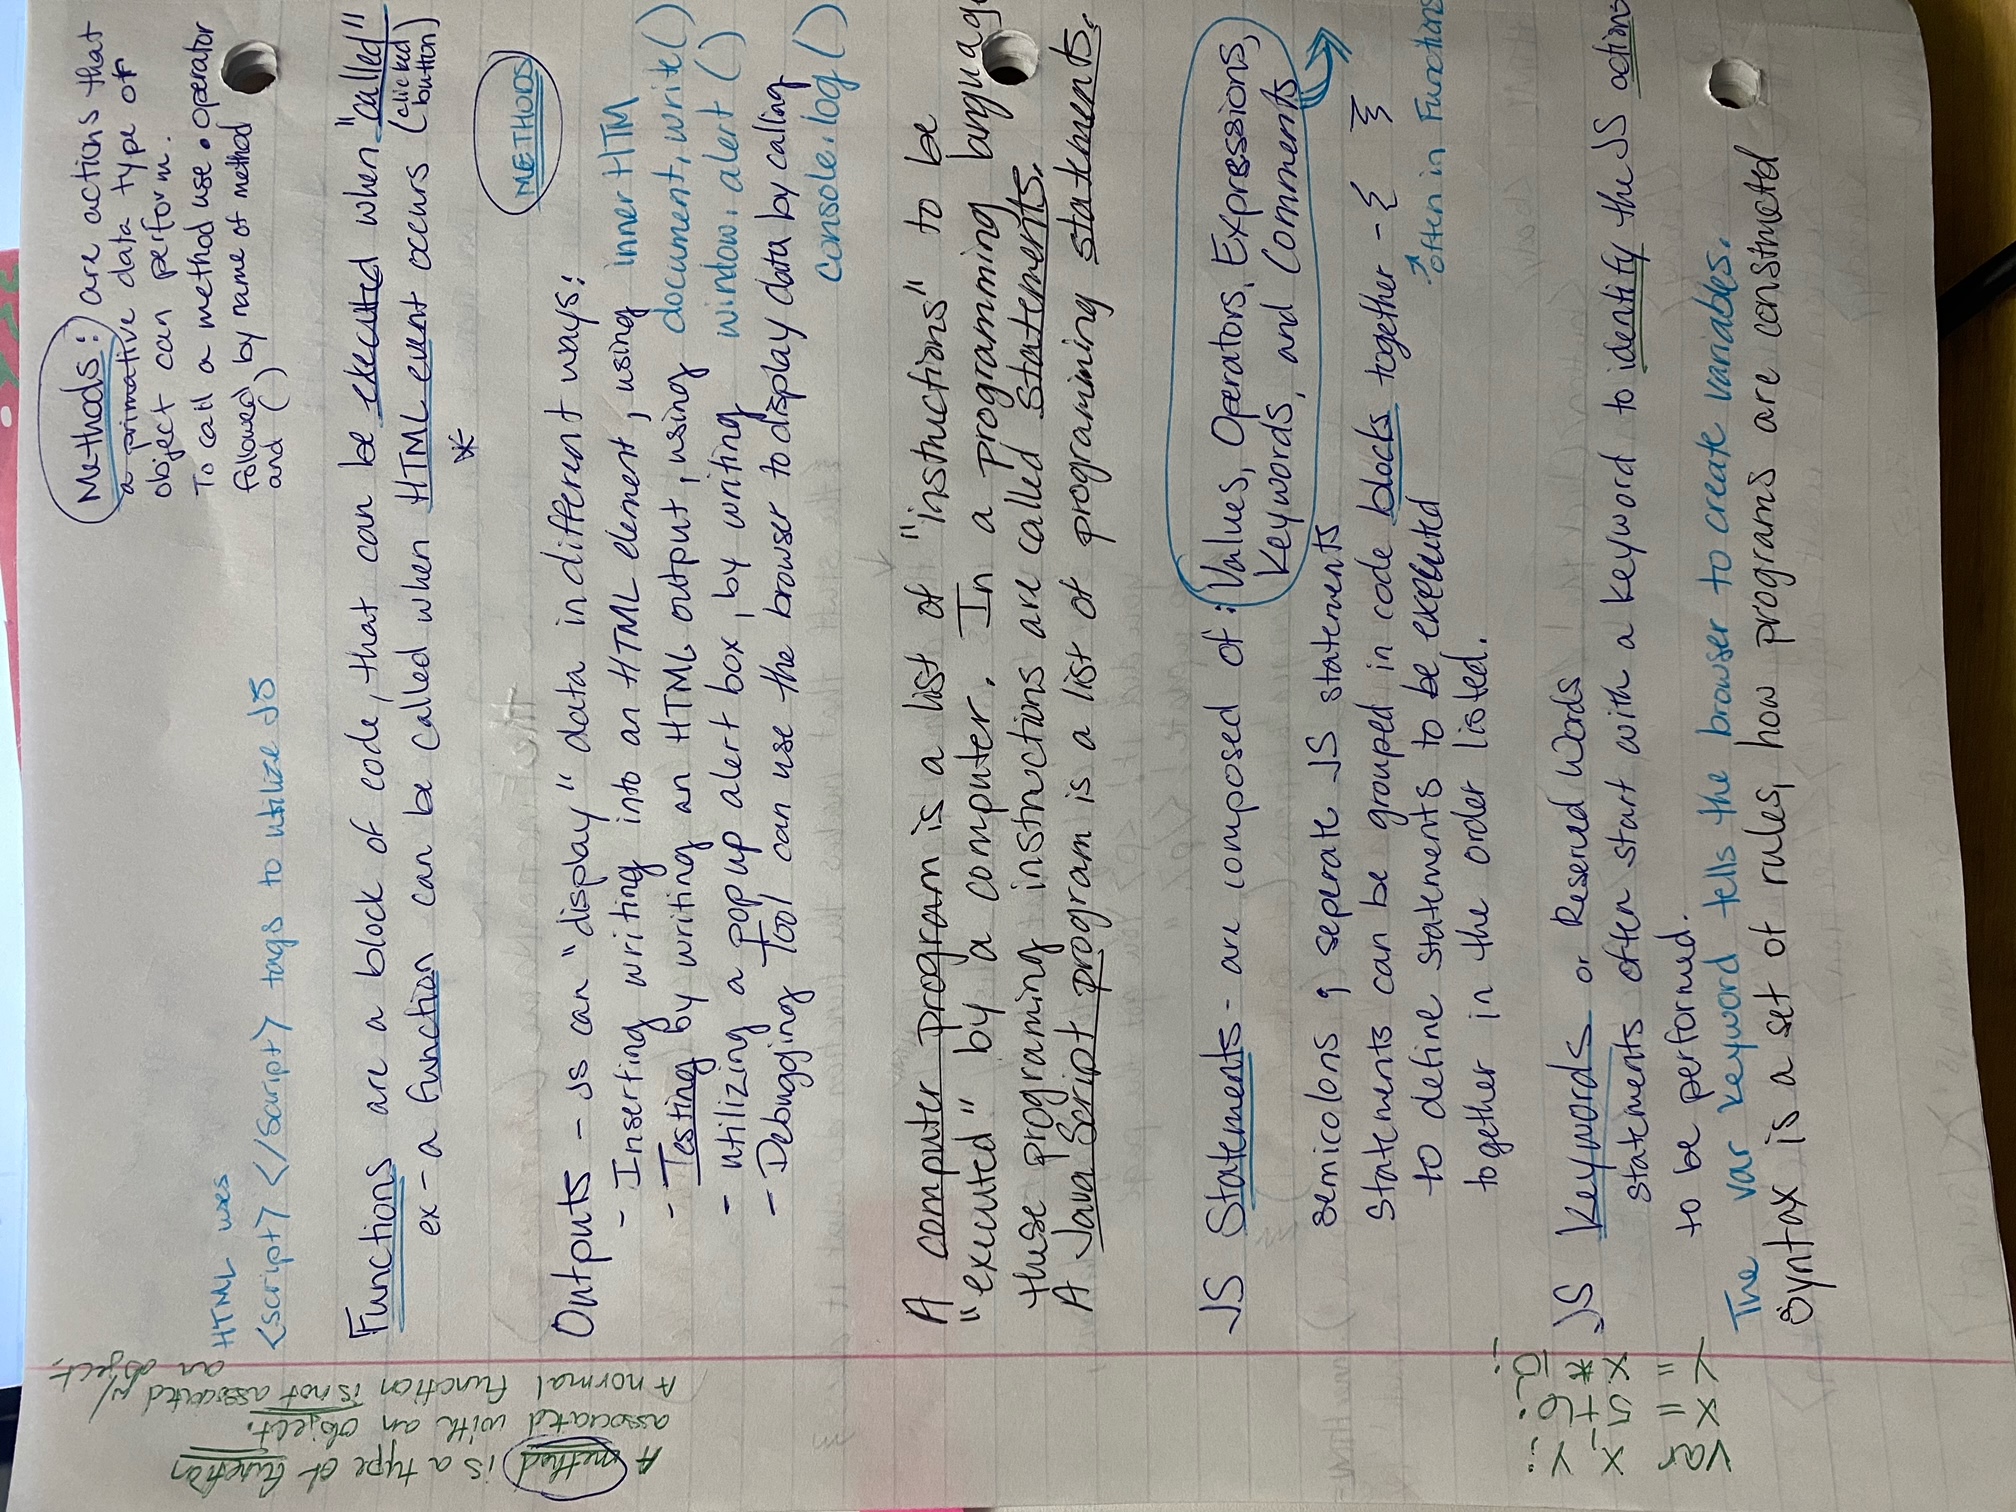 Methods: are actions that
a primative data type or
object can perform.
To call a method use • operator
followed by name of method
and ( )
HTML uses
<script> </Script> tags to utilize JS
Functions are a block of code, that can be executed when "called"
ex - a function can be called when HTML event occurs (clicked button)
*
METHODS
Outputs - JS can "display" data in different ways:
- Inserting writing into an HTML element, using inner HTM
- Testing by writing an HTML output, using document.write()
- utilizing a pop up alert box, by writing window.alert ()
- Debugging Tool can use the browser to display data by calling
console.log ()
A computer program is a list of "instructions" to be
"executed" by a computer. In a programming language
these programing instructions are called statements.
A Java Script program is a list of programming statements.
JS Statements - are composed of: Values, Operators, Expressions,
Keywords, and Comments
semicolons ; seperate JS statements
Statements can be grouped in code blocks together - { }
to define statements to be executed
often in Functions
together in the order listed.
JS Keywords or Reserved Words
statements often start with a keyword to identify the JS actions
to be performed.
The var keyword tells the browser to create variables.
Syntax is a set of rules, how programs are constructed
A method is a type of function
associated with an object.
A normal function is not associated w/
an object.
var x, y;
x = 5+6;
y = x * 10;